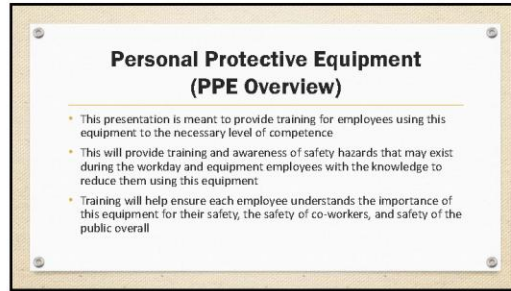 Personal Protective Equipment
(PPE Overview)
• This presentation is meant to provide training for employees using this
equipment to the necessary level of competence
• This will provide training and awareness of safety hazards that may exist
during the workday and equipment employees with the knowledge to
reduce them using this equipment
• Training will help ensure each employee understands the importance of
this equipment for their safety, the safety of co-workers, and safety of the
public overall